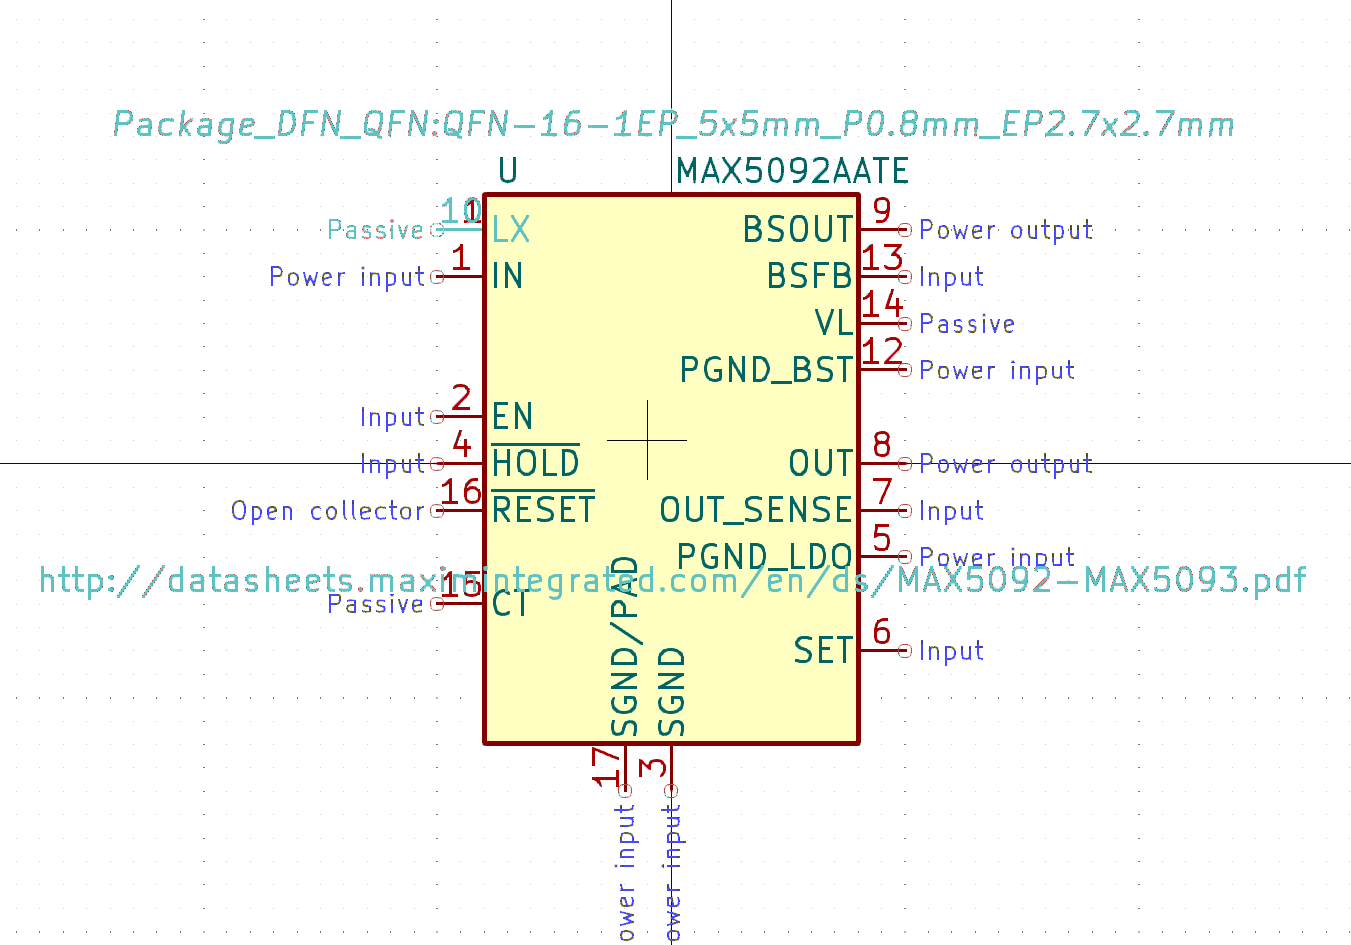 Package_DFN_QFN:QFN-16-1EP_5x5mm_P0.8mm_EP2.7x2.7mm
U MAX5092AATE
Passive 10 LX BSOUT 9 Power output
Power input 1 IN BSFB 13 Input
VL 14 Passive
PGND_BST 12 Power input
Input 2 EN
Input 4 HOLD OUT 8 Power output
Open collector 16 RESET OUT_SENSE 7 Input
PGND_LDO 5 Power input
http://datasheets.maximintegrated.com/en/ds/MAX5092-MAX5093.pdf
Passive 15 CT
SET 6 Input
SGND/PAD
SGND
17
3
ower input
ower input